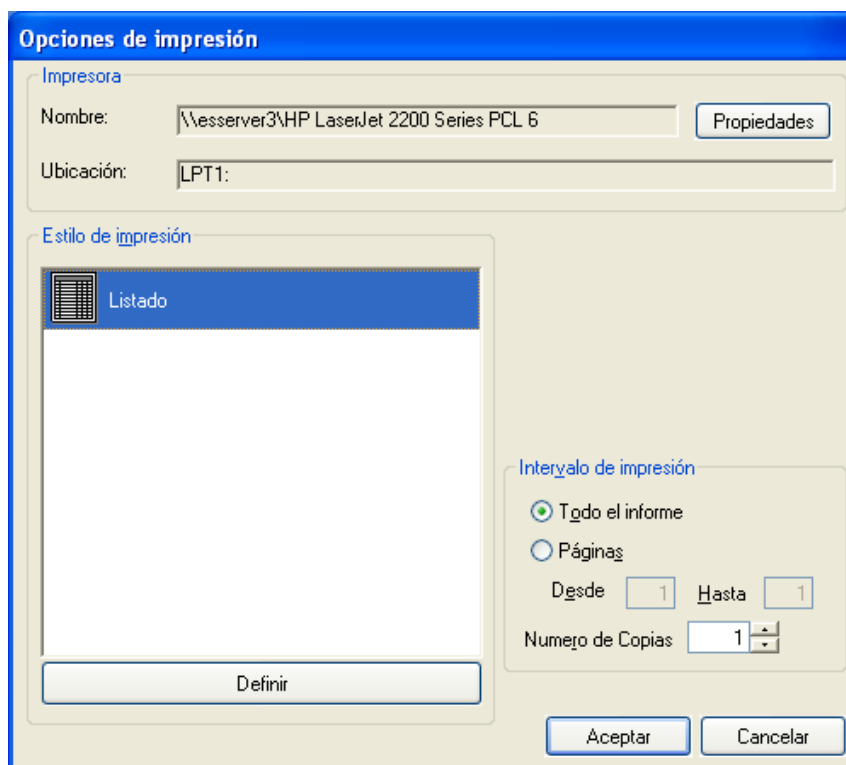 Opciones de impresión
Impresora
Nombre: \\esserver3\HP LaserJet 2200 Series PCL 6 Propiedades
Ubicación: LPT1:
Estilo de impresión
Listado
Intervalo de impresión
Todo el informe
Páginas
Desde 1 Hasta 1
Numero de Copias 1
Definir
Aceptar Cancelar